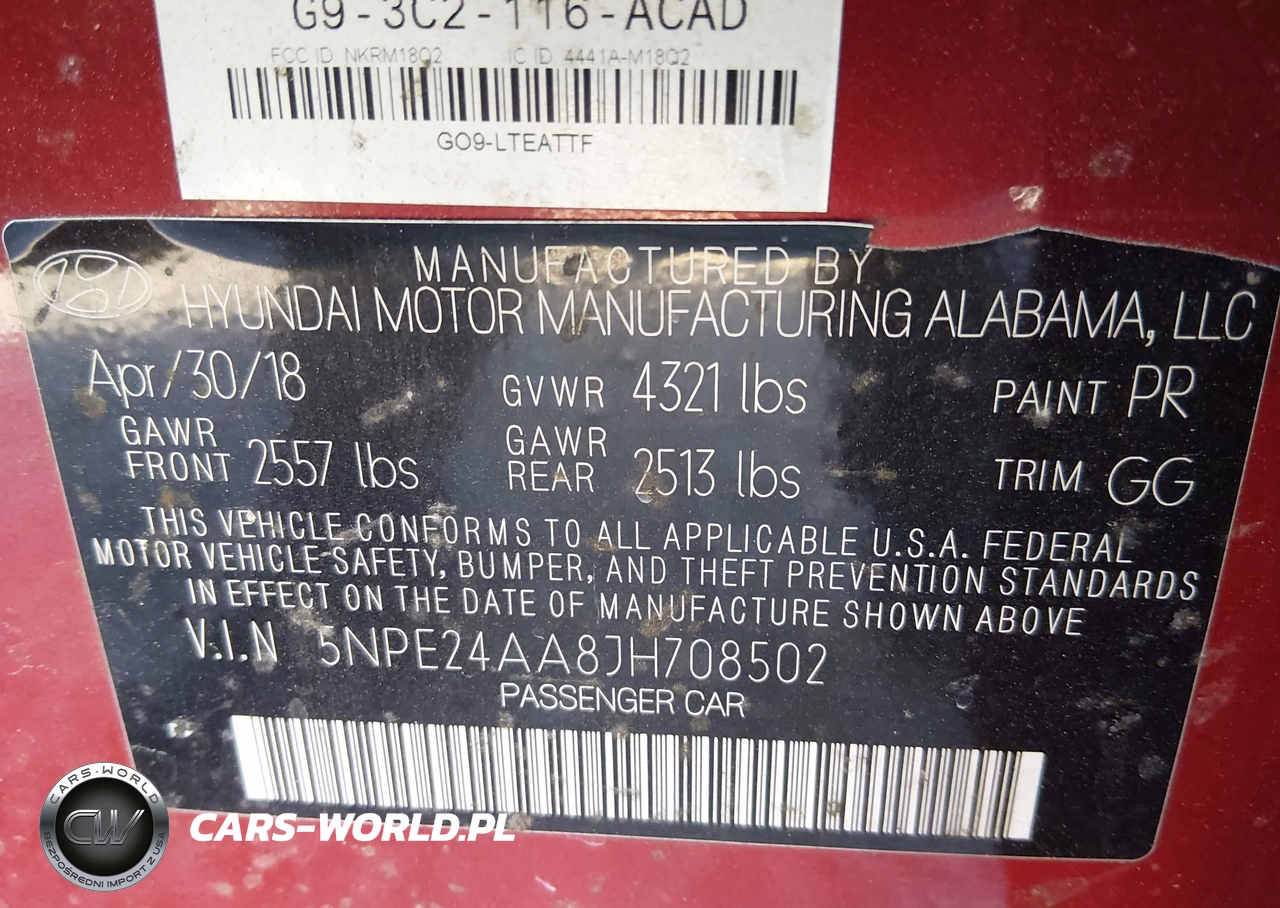 G9-3C2-116-ACAD
FCC ID NKRM18Q2 IC ID 4441A-M18Q2
GO9-LTEATTF
MANUFACTURED BY
HYUNDAI MOTOR MANUFACTURING ALABAMA, LLC
Apr/30/18 GVWR 4321 lbs PAINT PR
GAWR FRONT 2557 lbs GAWR REAR 2513 lbs TRIM GG
THIS VEHICLE CONFORMS TO ALL APPLICABLE U.S.A. FEDERAL
MOTOR VEHICLE SAFETY, BUMPER, AND THEFT PREVENTION STANDARDS
IN EFFECT ON THE DATE OF MANUFACTURE SHOWN ABOVE
V.I.N 5NPE24AA8JH708502
PASSENGER CAR
CARS-WORLD
CW
BEZPOŚREDNI IMPORT Z USA
CARS-WORLD.PL